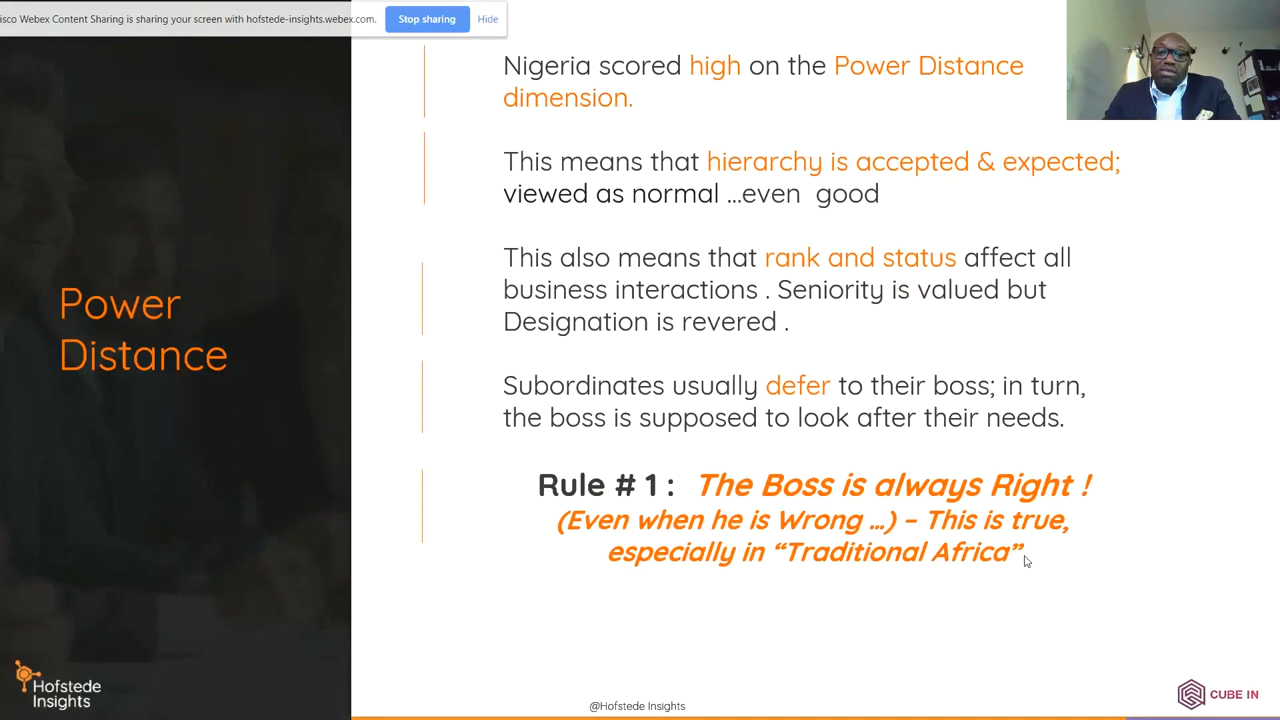 isco Webex Content Sharing is sharing your screen with hofstede-insights.webex.com.
Stop sharing
Hide
Nigeria scored high on the Power Distance
dimension.
This means that hierarchy is accepted & expected;
viewed as normal ...even good
This also means that rank and status affect all
business interactions . Seniority is valued but
Designation is revered .
Power
Distance
Subordinates usually defer to their boss; in turn,
the boss is supposed to look after their needs.
Rule # 1 : The Boss is always Right !
(Even when he is Wrong ...) – This is true,
especially in “Traditional Africa”
Hofstede
Insights
@Hofstede Insights
CUBE IN